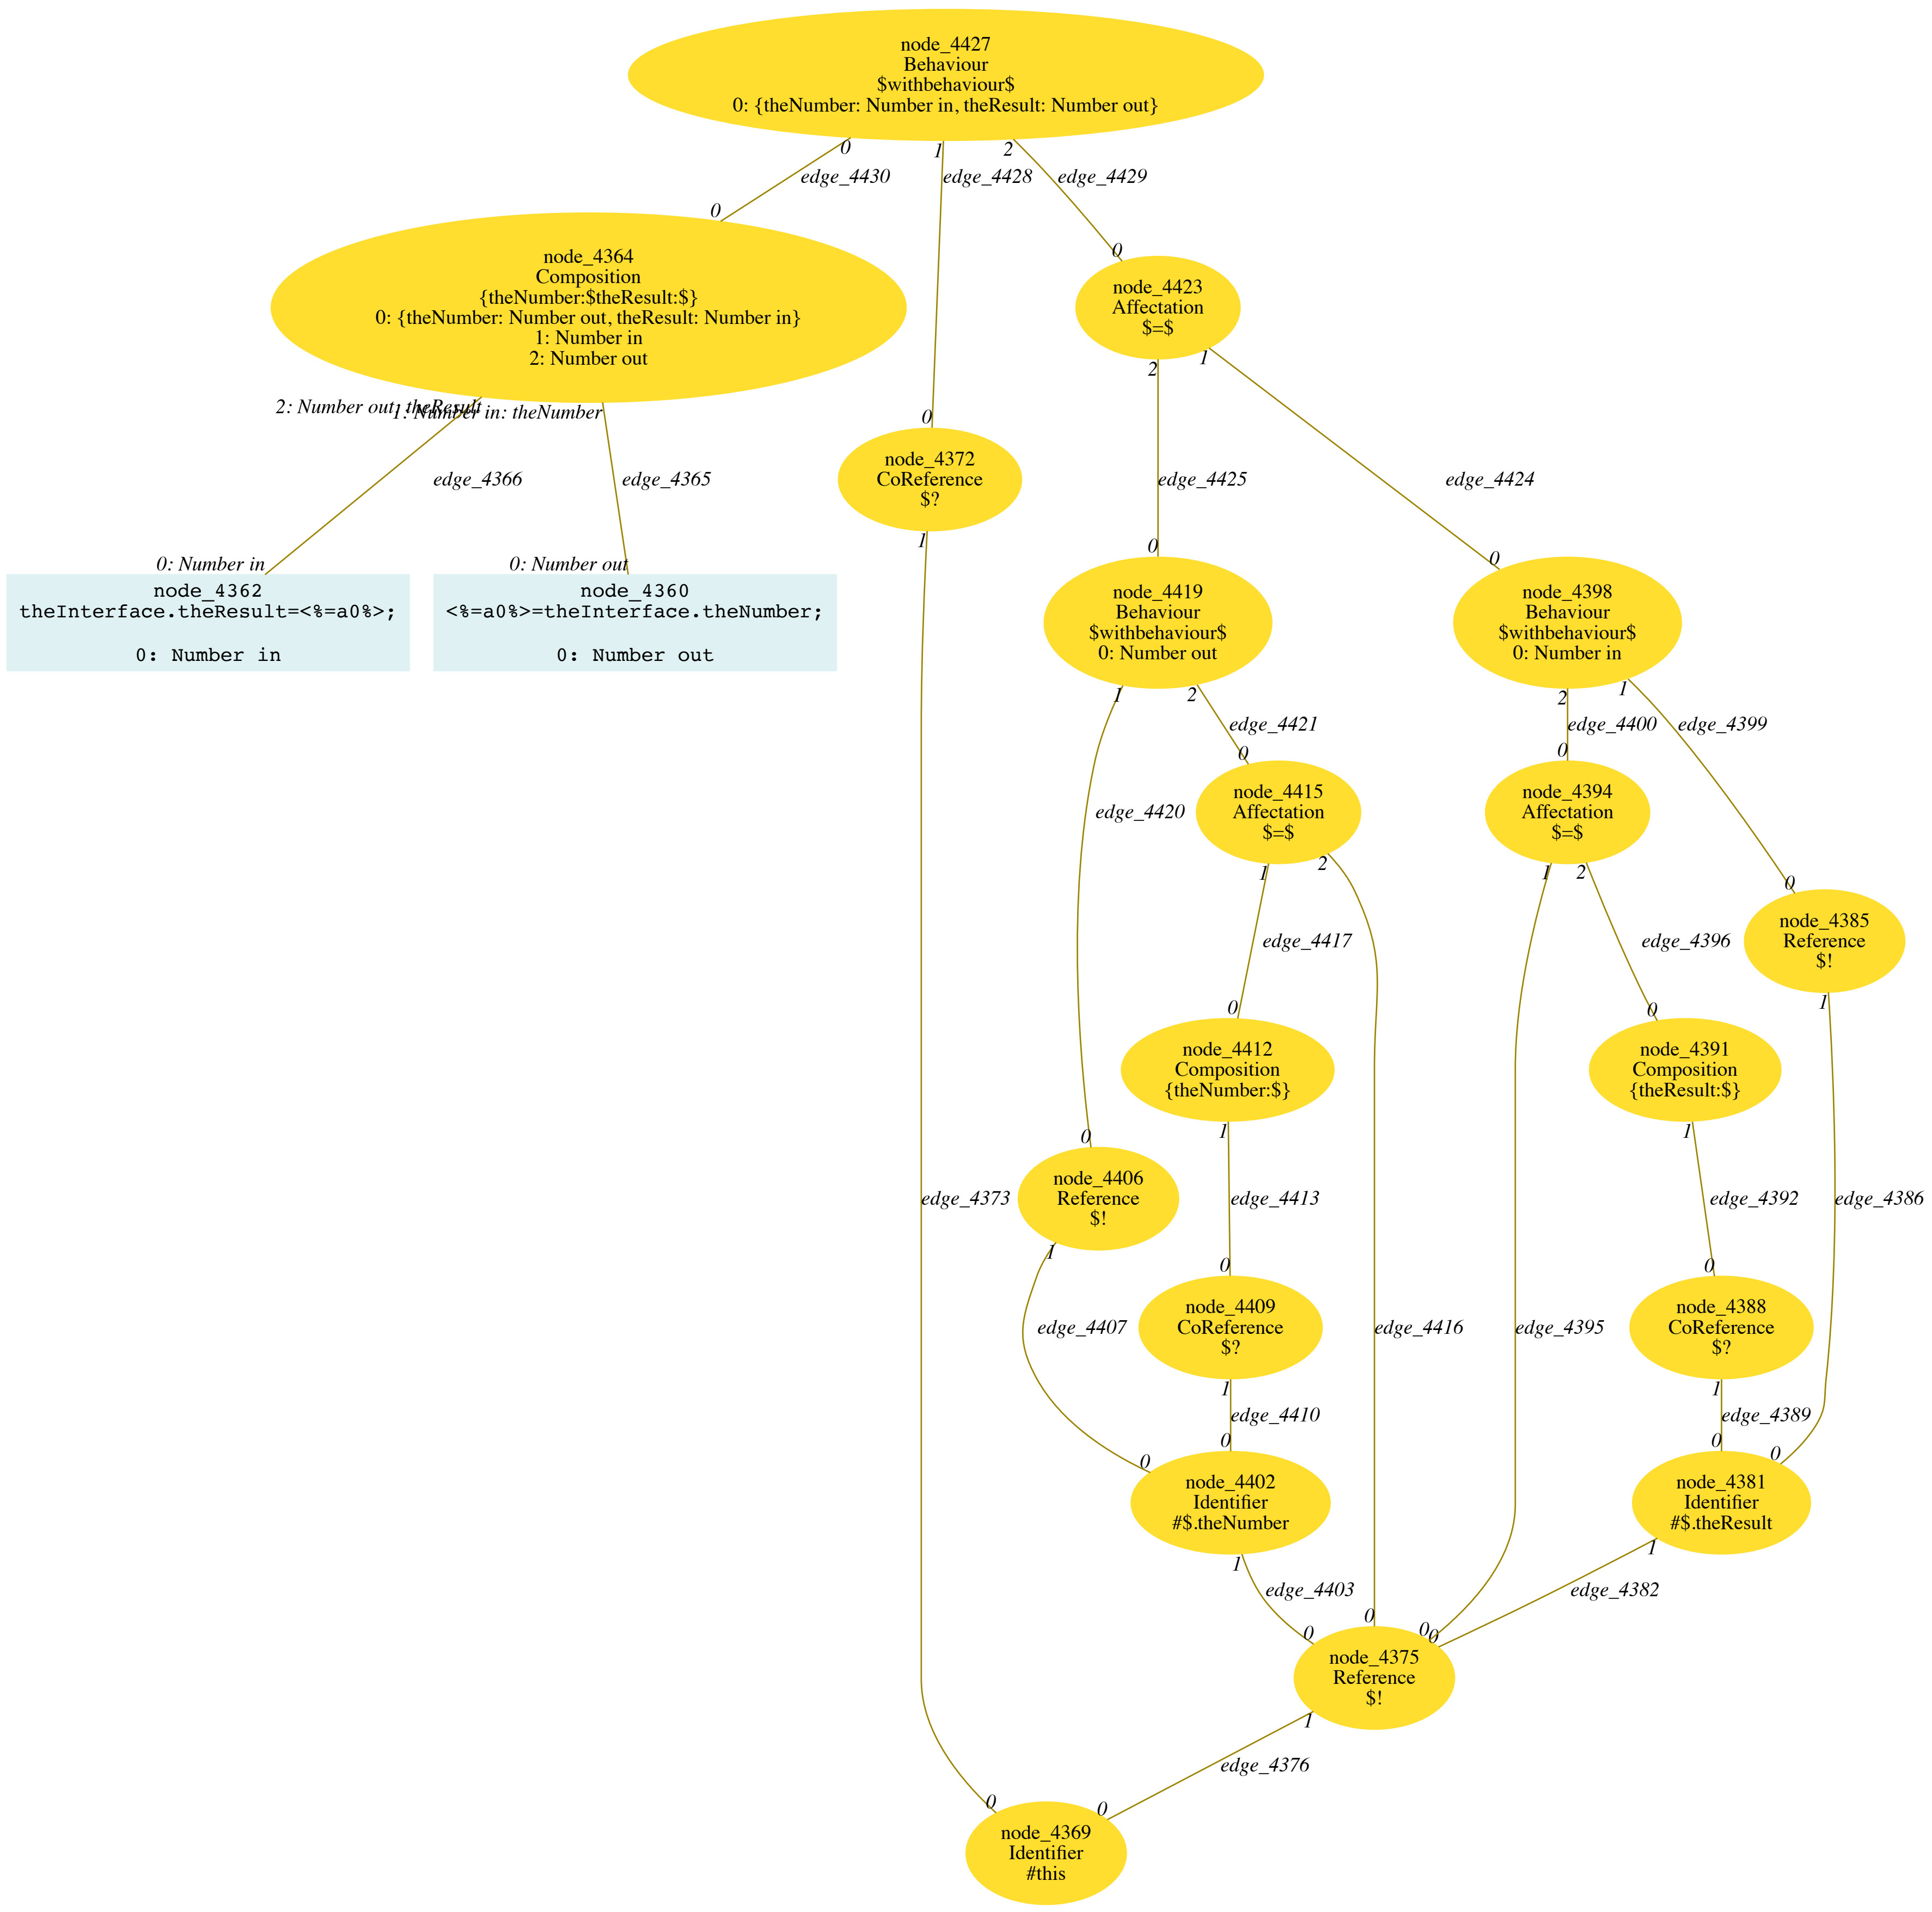 node_4427
Behaviour
$withbehaviour$
0: {theNumber: Number in, theResult: Number out}
0
1
2
edge_4430
edge_4428
edge_4429
0
0
node_4364
Composition
{theNumber:$theResult:$}
0: {theNumber: Number out, theResult: Number in}
1: Number in
2: Number out
node_4423
Affectation
$=$
2
1
2: Number out: theResult
1: Number in: theNumber
0
node_4372
CoReference
$?
1
edge_4366
edge_4365
edge_4425
edge_4424
0: Number in
0: Number out
0
0
node_4362
theInterface.theResult=<%=a0%>;
0: Number in
node_4360
<%=a0%>=theInterface.theNumber;
0: Number out
node_4419
Behaviour
$withbehaviour$
0: Number out
node_4398
Behaviour
$withbehaviour$
0: Number in
1
2
2
1
edge_4421
edge_4400
edge_4399
0
0
node_4415
Affectation
$=$
node_4394
Affectation
$=$
edge_4420
1
2
1
2
0
node_4385
Reference
$!
1
edge_4417
edge_4396
0
0
node_4412
Composition
{theNumber:$}
node_4391
Composition
{theResult:$}
1
1
0
node_4406
Reference
$!
1
edge_4373
edge_4413
edge_4392
edge_4386
0
0
node_4409
CoReference
$?
node_4388
CoReference
$?
edge_4407
edge_4416
edge_4395
1
1
edge_4410
edge_4389
0
0
0
0
node_4402
Identifier
#$.theNumber
node_4381
Identifier
#$.theResult
1
1
edge_4403
edge_4382
0
0
0
0
node_4375
Reference
$!
1
edge_4376
0
0
node_4369
Identifier
#this